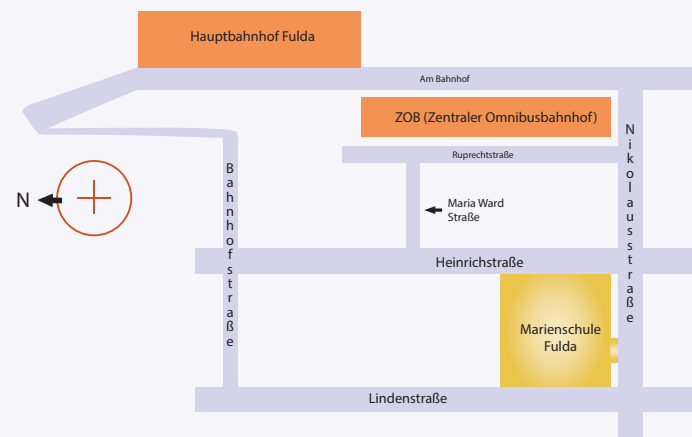 Hauptbahnhof Fulda
Am Bahnhof
ZOB (Zentraler Omnibusbahnhof)
Nikolausstraße
Ruprechtstraße
Bahnhofstraße
N
Maria Ward
Straße
Heinrichstraße
Marienschule
Fulda
Lindenstraße